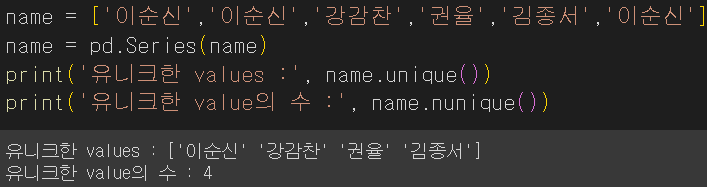 name = ['이순신','이순신','강감찬','권율','김종서','이순신']
name = pd.Series(name)
print('유니크한 values :', name.unique())
print('유니크한 value의 수 :', name.nunique())
유니크한 values : ['이순신' '강감찬' '권율' '김종서']
유니크한 value의 수 : 4